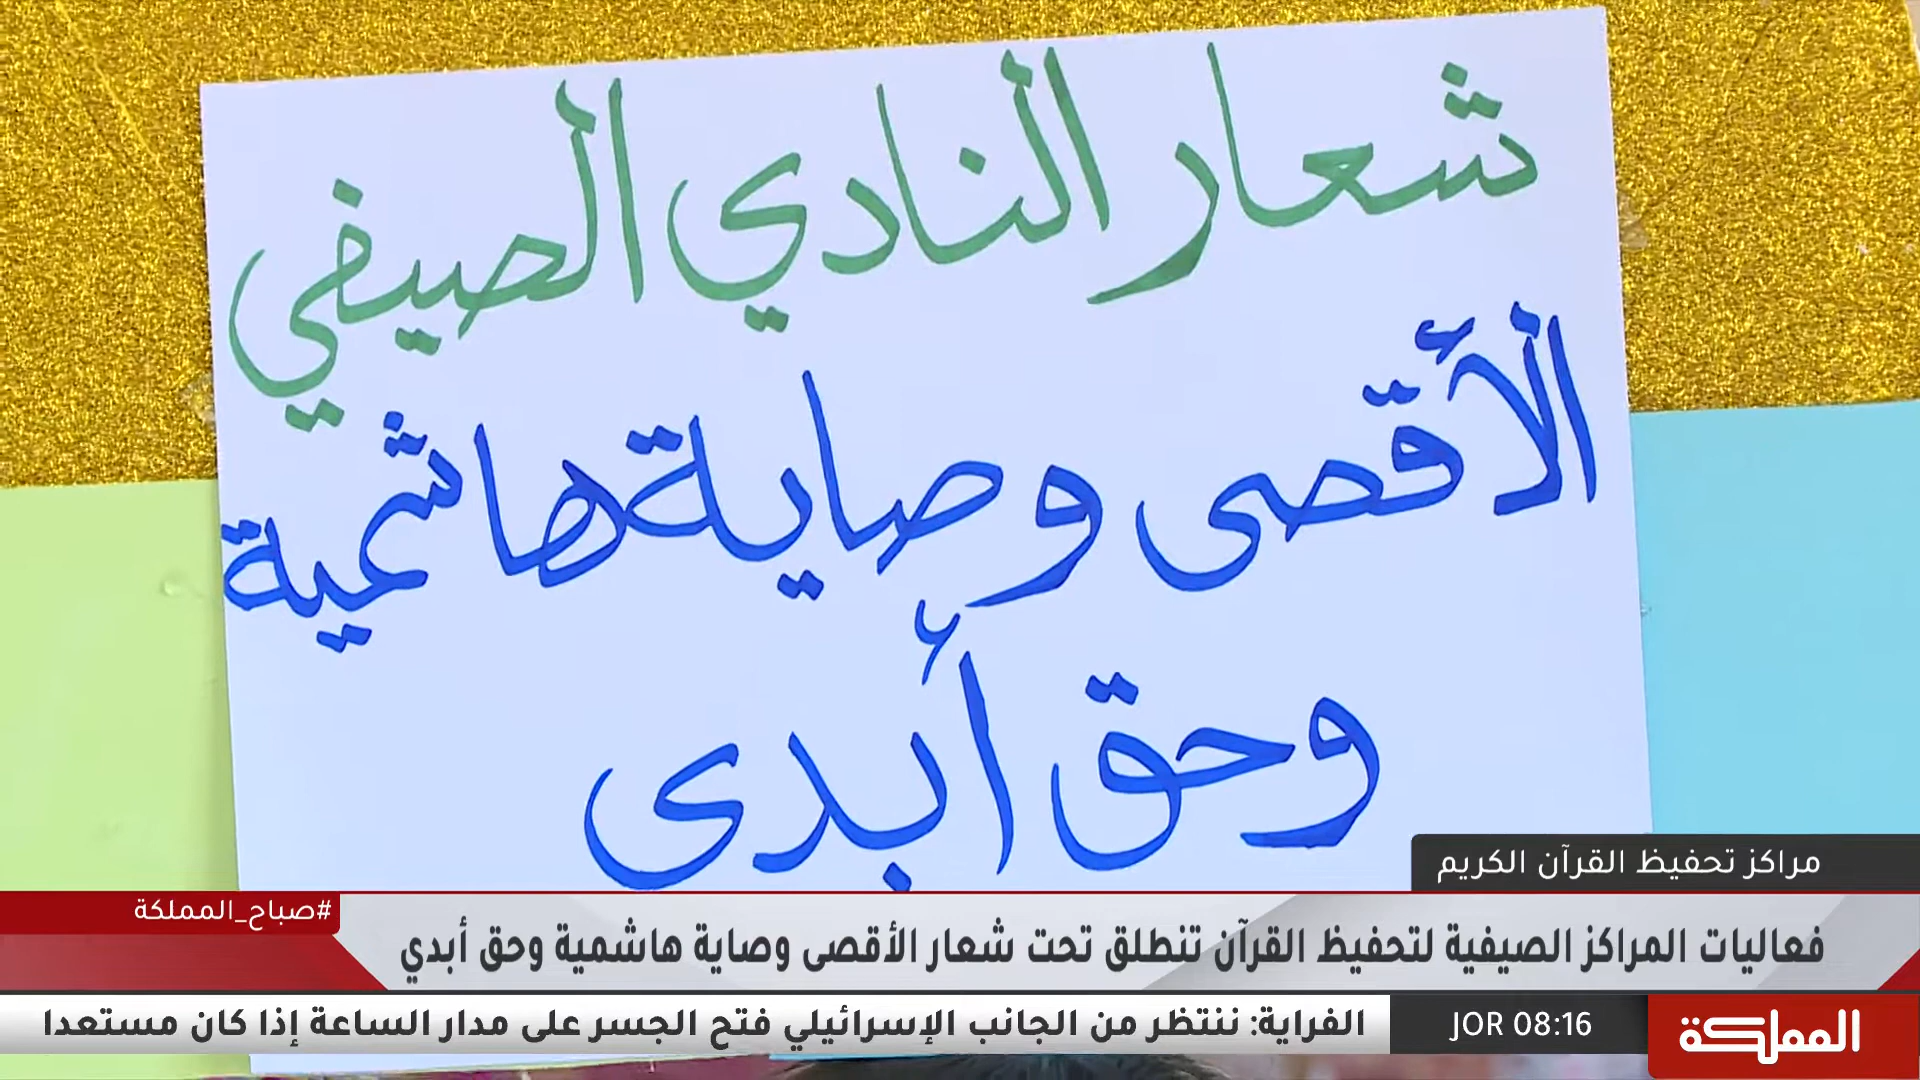 شعار النادي الصيفي
الأقصى وصاية هاشمية
وحق أبدى
مراكز تحفيظ القرآن الكريم
#صباح_المملكة
فعاليات المراكز الصيفية لتحفيظ القرآن تنطلق تحت شعار الأقصى وصاية هاشمية وحق أبدي
المملكة
JOR 08:16
الفراية: ننتظر من الجانب الإسرائيلي فتح الجسر على مدار الساعة إذا كان مستعدا